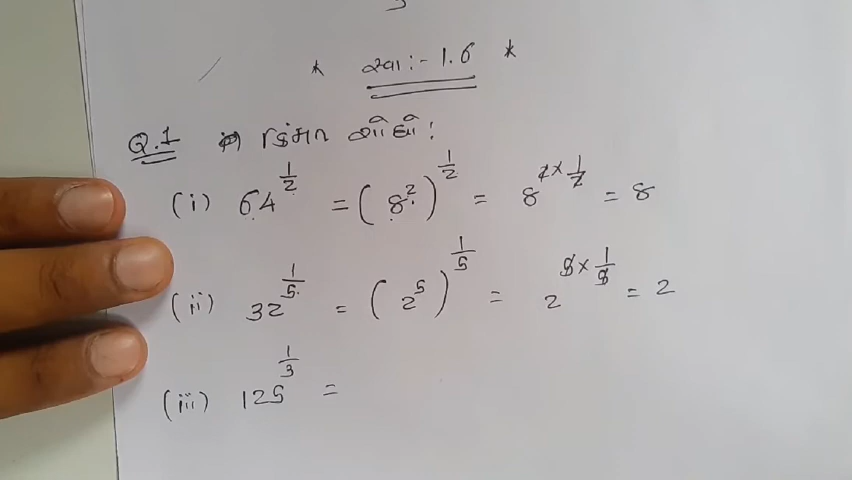 * સ્વા:- 1.6 *
Q.1 કિંમત શોધો:
(i) 64^{1/2} = (8^2)^{1/2} = 8^{2×1/2} = 8
(ii) 32^{1/5} = (2^5)^{1/5} = 2^{5×1/5} = 2
(iii) 125^{1/3} =